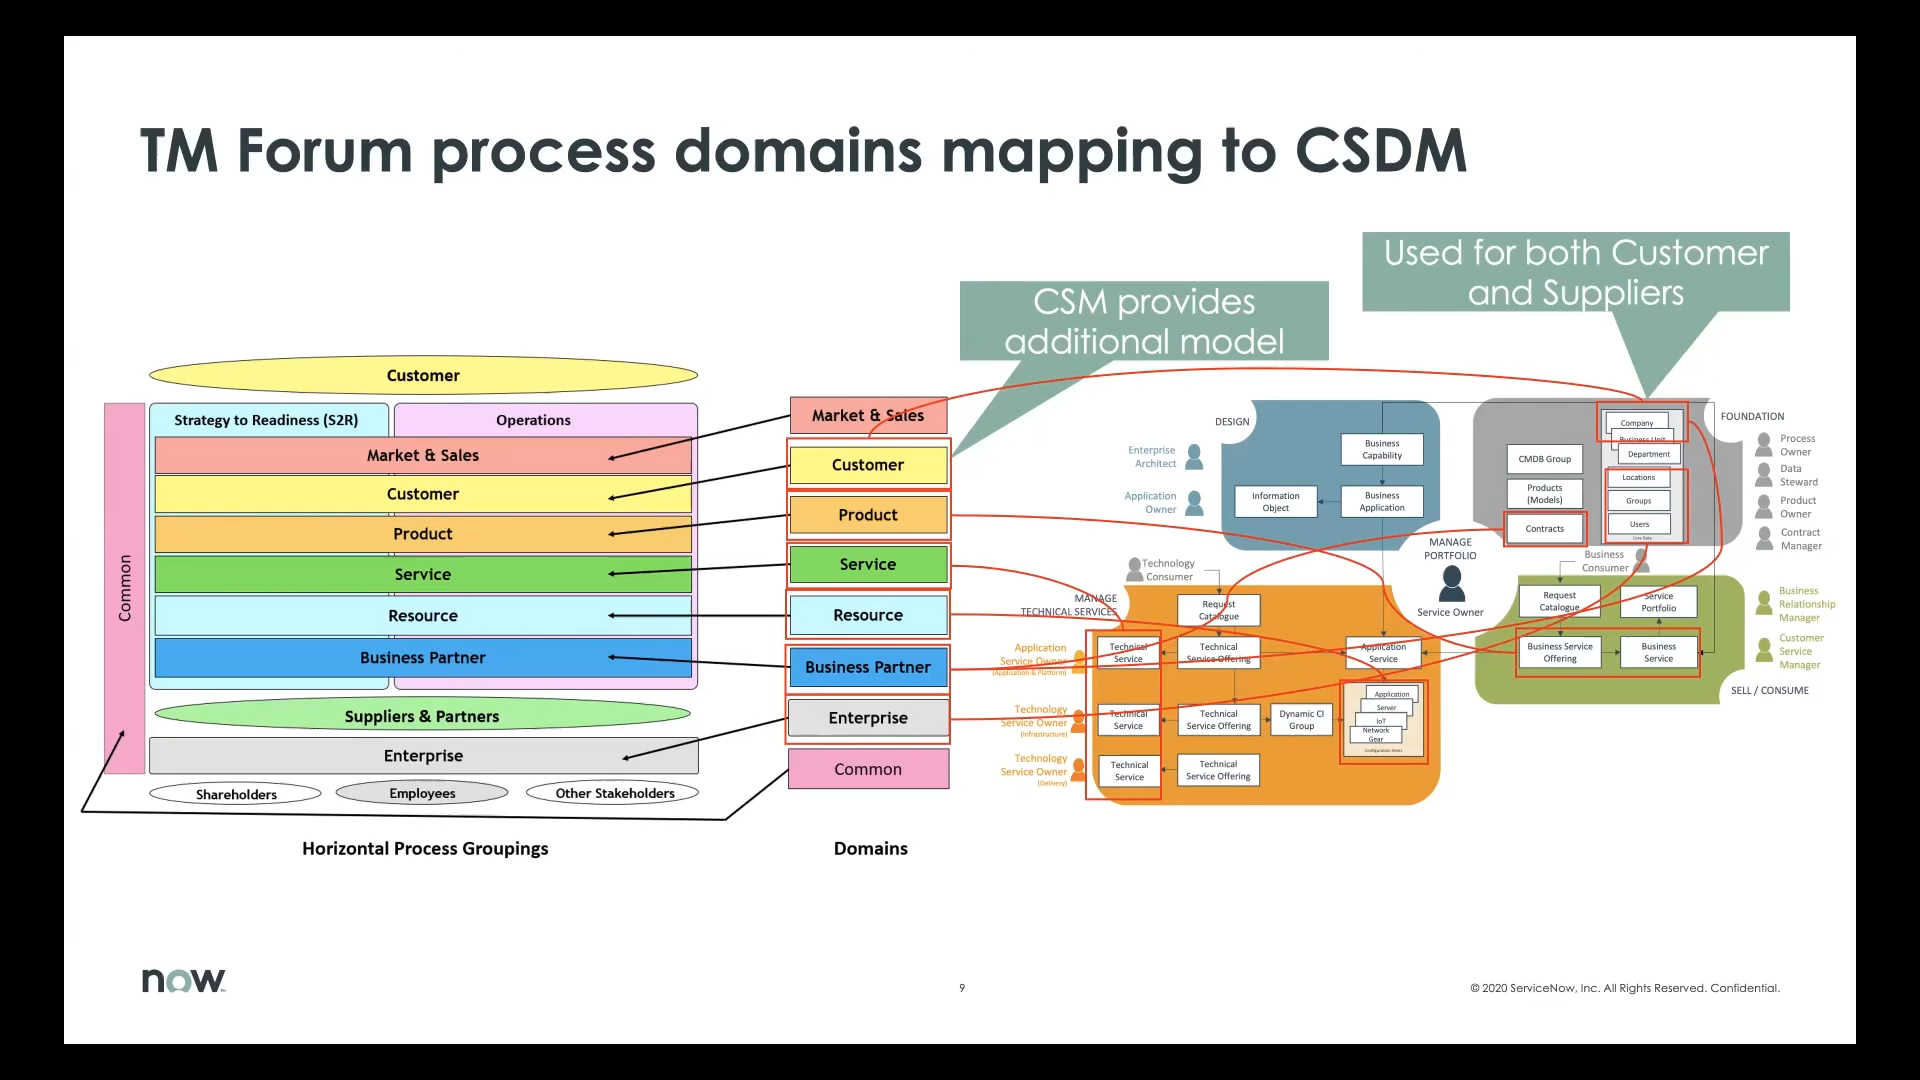 TM Forum process domains mapping to CSDM
Used for both Customer
and Suppliers
CSM provides
additional model
Customer
Strategy to Readiness (S2R)
Operations
Market & Sales
Customer
Product
Service
Resource
Business Partner
Common
Suppliers & Partners
Enterprise
Shareholders
Employees
Other Stakeholders
Horizontal Process Groupings
Market & Sales
Customer
Product
Service
Resource
Business Partner
Enterprise
Common
Domains
DESIGN
Enterprise
Architect
Application
Owner
Business
Capability
Information
Object
Business
Application
FOUNDATION
CMDB Group
Products
(Models)
Contracts
Company
Business Unit
Department
Locations
Groups
Users
Core Data
Process
Owner
Data
Steward
Product
Owner
Contract
Manager
MANAGE
PORTFOLIO
Service Owner
Technology
Consumer
MANAGE
TECHNICAL SERVICES
Request
Catalogue
Application
Service Owner
(Application & Platform)
Technical
Service
Technical
Service Offering
Application
Service
Technology
Service Owner
(Infrastructure)
Technical
Service
Technical
Service Offering
Dynamic CI
Group
Application
Server
IoT
Network
Gear
Configuration Items
Technology
Service Owner
(Delivery)
Technical
Service
Technical
Service Offering
Business
Consumer
Request
Catalogue
Service
Portfolio
Business Service
Offering
Business
Service
Business
Relationship
Manager
Customer
Service
Manager
SELL / CONSUME
now
9
© 2020 ServiceNow, Inc. All Rights Reserved. Confidential.